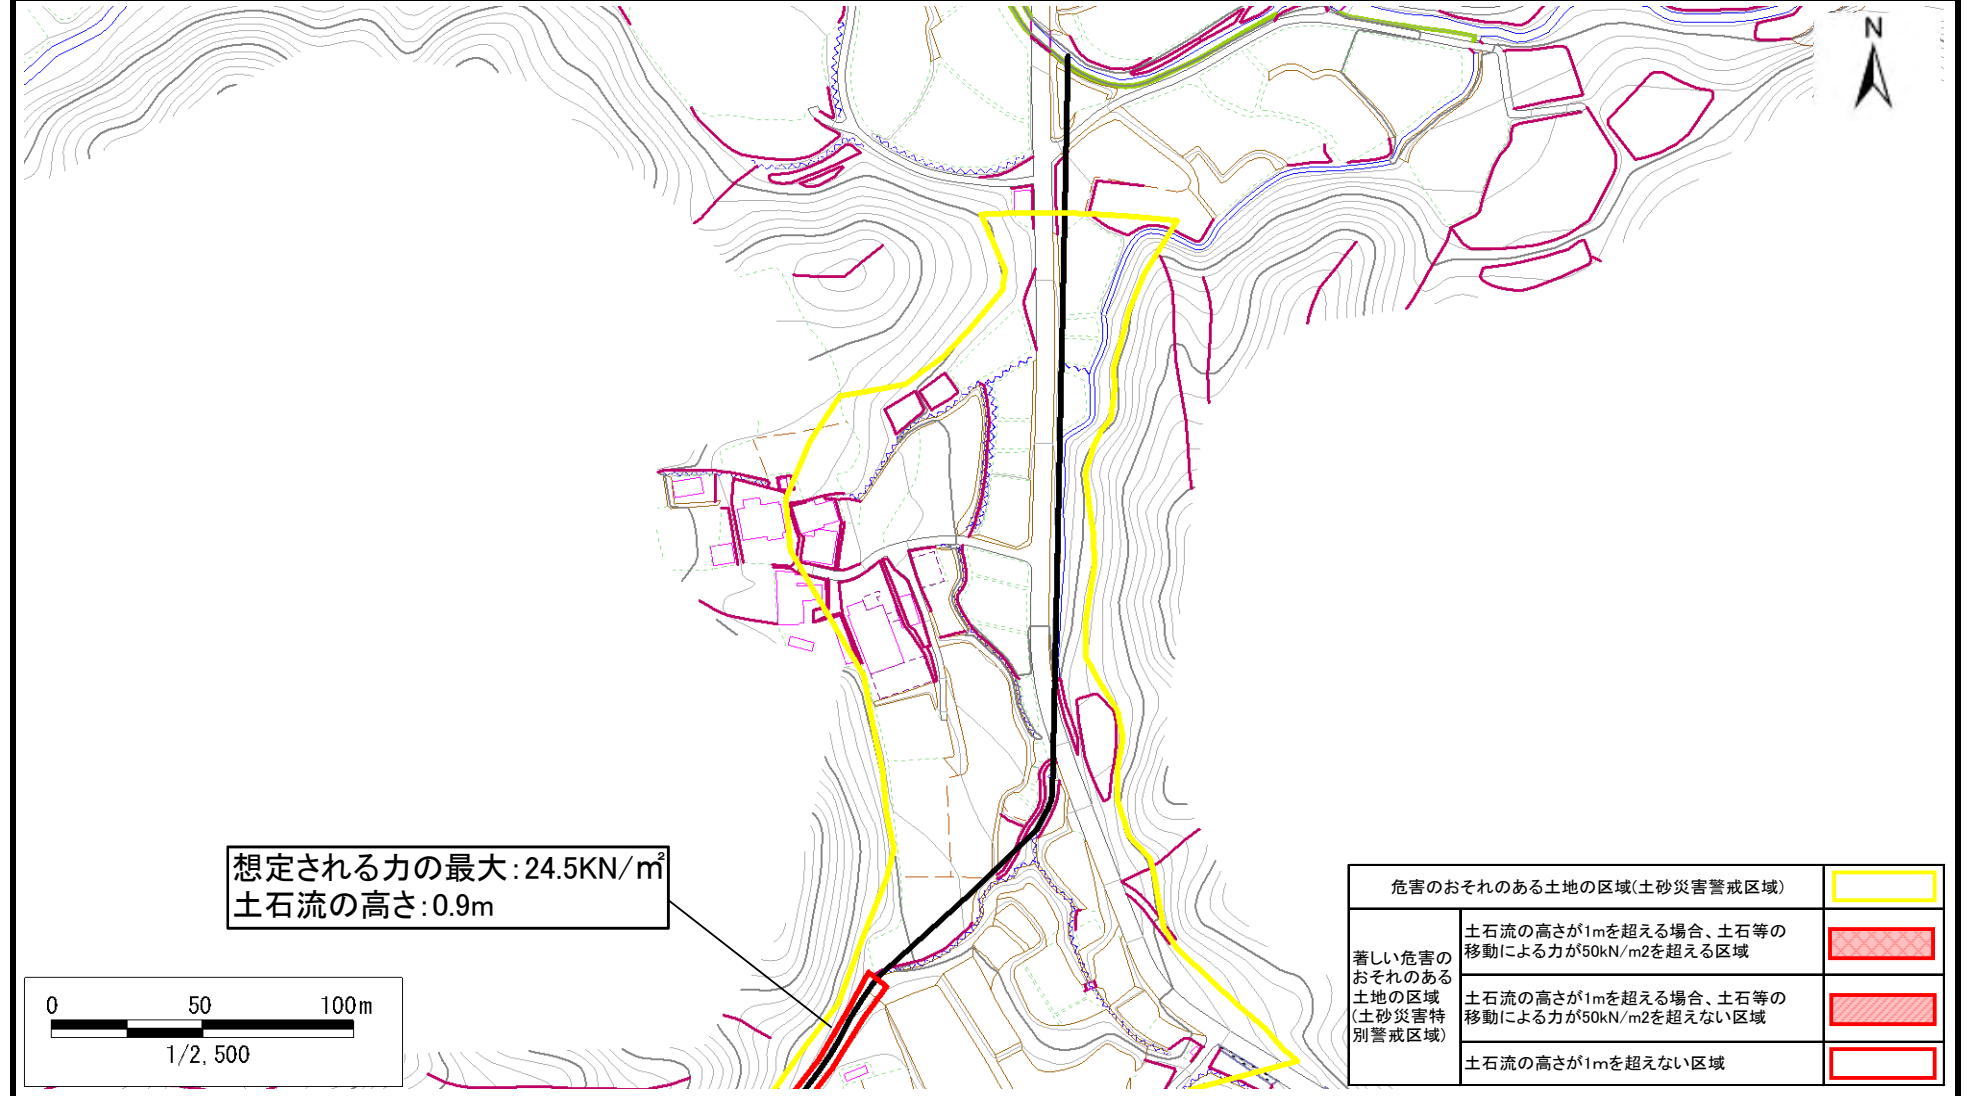 N
想定される力の最大:24.5KN/㎡
土石流の高さ:0.9m
0 50 100m
1/2,500
危害のおそれのある土地の区域(土砂災害警戒区域)
著しい危害の
おそれのある
土地の区域
(土砂災害特
別警戒区域)
土石流の高さが1mを超える場合、土石等の
移動による力が50kN/m2を超える区域
土石流の高さが1mを超える場合、土石等の
移動による力が50kN/m2を超えない区域
土石流の高さが1mを超えない区域